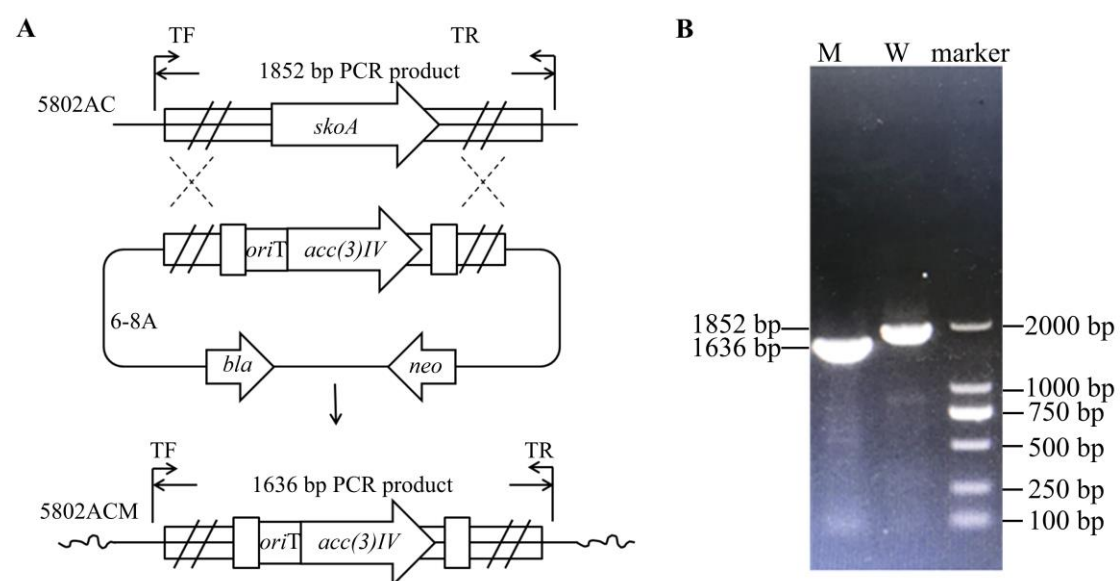 A
TF
TR
1852 bp PCR product
5802AC
skoA
oriT
acc(3)IV
6-8A
bla
neo
TF
TR
1636 bp PCR product
5802ACM
oriT
acc(3)IV
B
M W marker
1852 bp
1636 bp
2000 bp
1000 bp
750 bp
500 bp
250 bp
100 bp